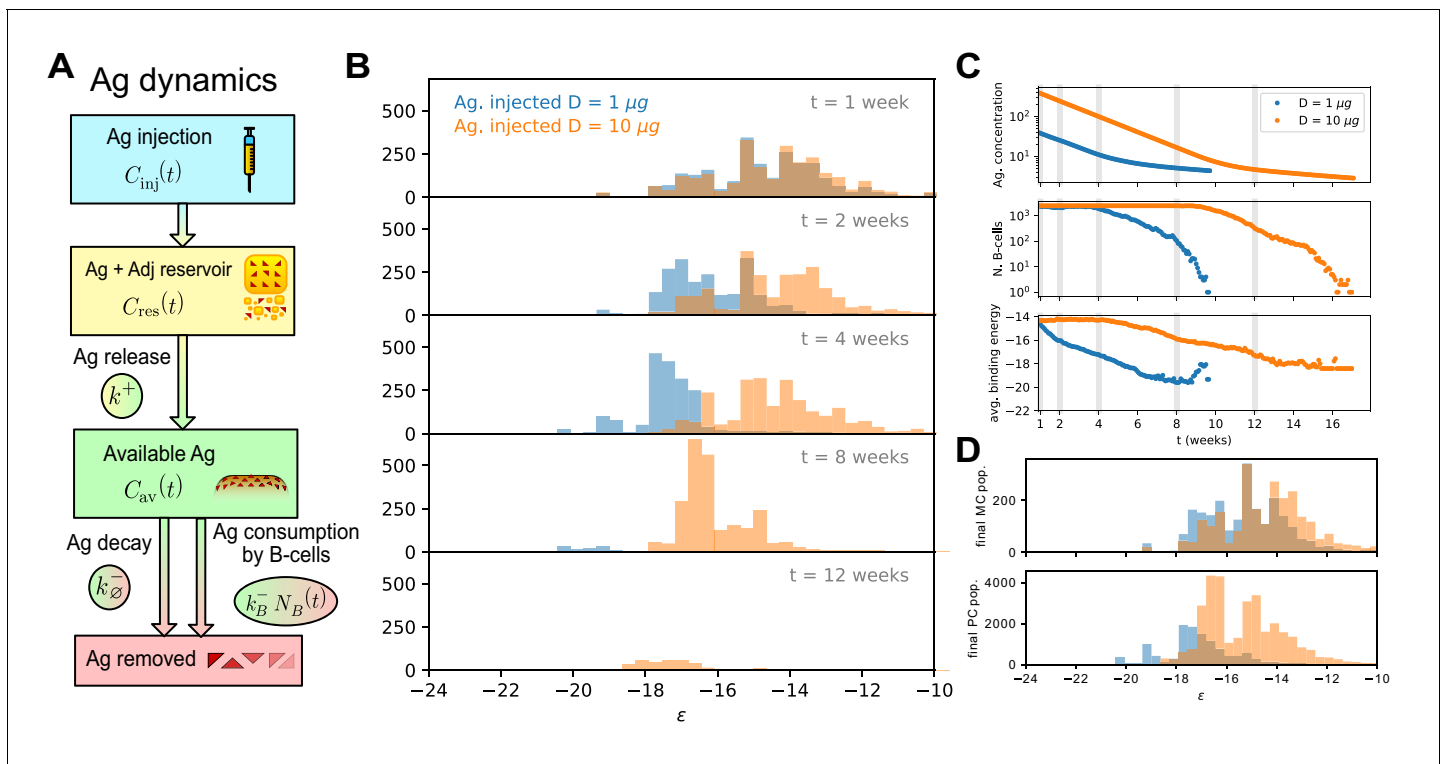 A
Ag dynamics
Ag injection
C_inj(t)
Ag + Adj reservoir
C_res(t)
Ag release
k^+
Available Ag
C_av(t)
Ag decay
k_∅^-
Ag consumption
by B-cells
k_B^- N_B(t)
Ag removed
B
Ag. injected D = 1 μg
Ag. injected D = 10 μg
t = 1 week
500
250
0
t = 2 weeks
500
250
0
t = 4 weeks
500
250
0
t = 8 weeks
500
250
0
t = 12 weeks
500
250
0
−24 −22 −20 −18 −16 −14 −12 −10
ε
C
Ag. concentration
10^2
10^1
D = 1 μg
D = 10 μg
N. B-cells
10^3
10^2
10^1
10^0
avg. binding energy
−14
−16
−18
−20
−22
1 2 4 6 8 10 12 14 16
t (weeks)
D
final MC pop.
200
0
final PC pop.
4000
2000
0
−24 −22 −20 −18 −16 −14 −12 −10
ε